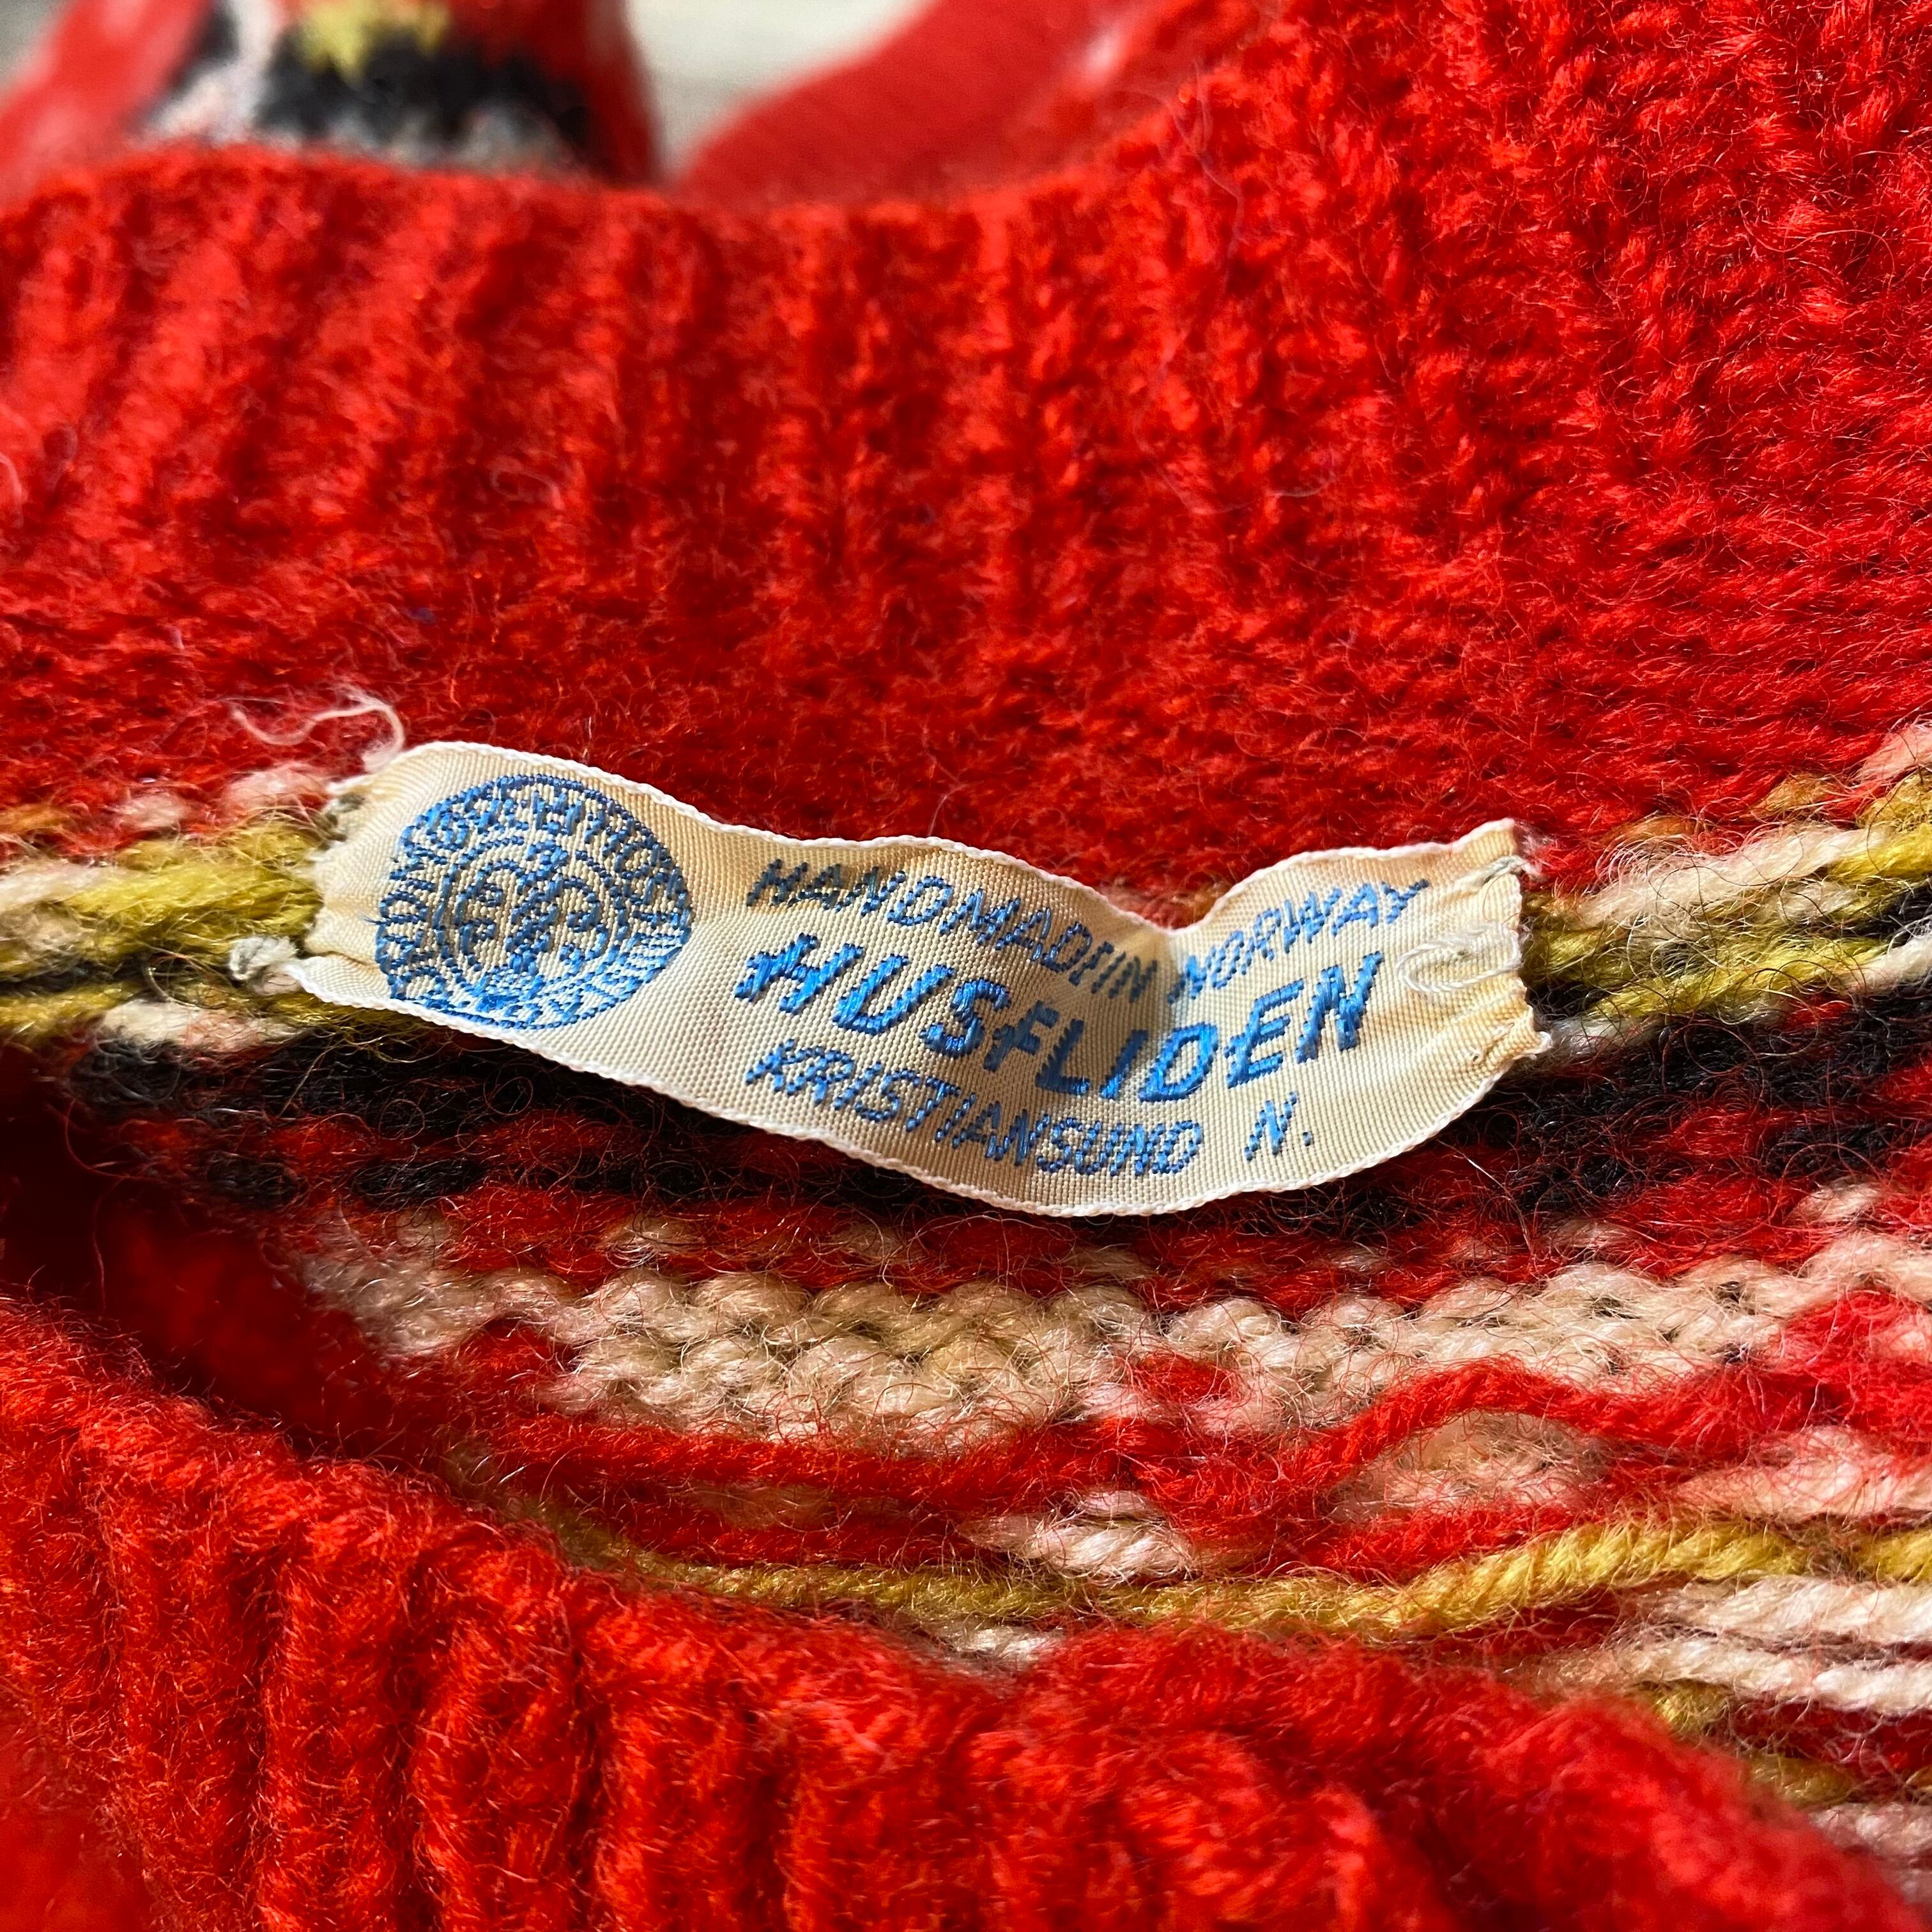 HANDMADE IN NORWAY
HUSFLIDEN
KRISTIANSUND N.